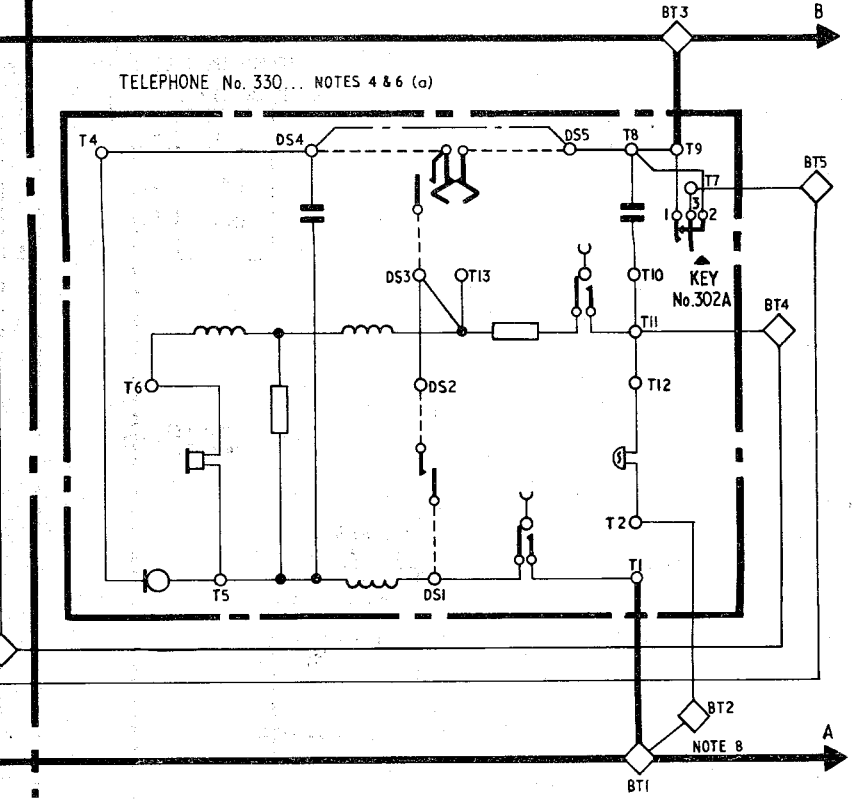 BT3
B
TELEPHONE No. 330... NOTES 4 & 6 (a)
T4
DS4
DS5
T8
T9
BT5
T7
1
3
2
DS3
T13
T10
KEY
No.302A
BT4
T11
T6
DS2
T12
T2
T5
DS1
T1
BT2
A
NOTE 8
BT1